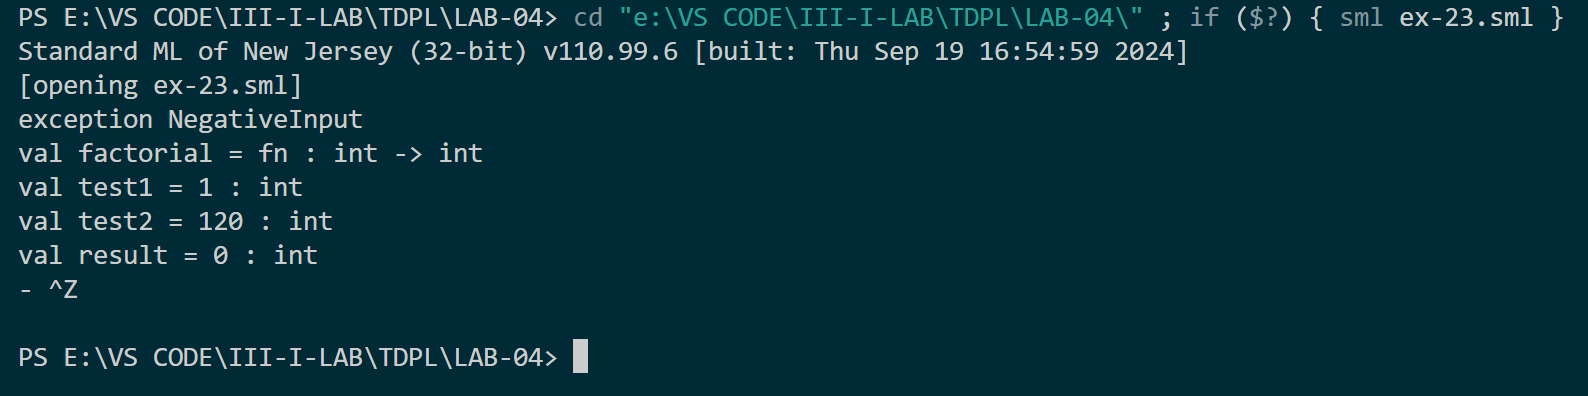 PS E:\VS CODE\III-I-LAB\TDPL\LAB-04> cd "e:\VS CODE\III-I-LAB\TDPL\LAB-04\" ; if ($?) { sml ex-23.sml }
Standard ML of New Jersey (32-bit) v110.99.6 [built: Thu Sep 19 16:54:59 2024]
[opening ex-23.sml]
exception NegativeInput
val factorial = fn : int -> int
val test1 = 1 : int
val test2 = 120 : int
val result = 0 : int
- ^Z
PS E:\VS CODE\III-I-LAB\TDPL\LAB-04>